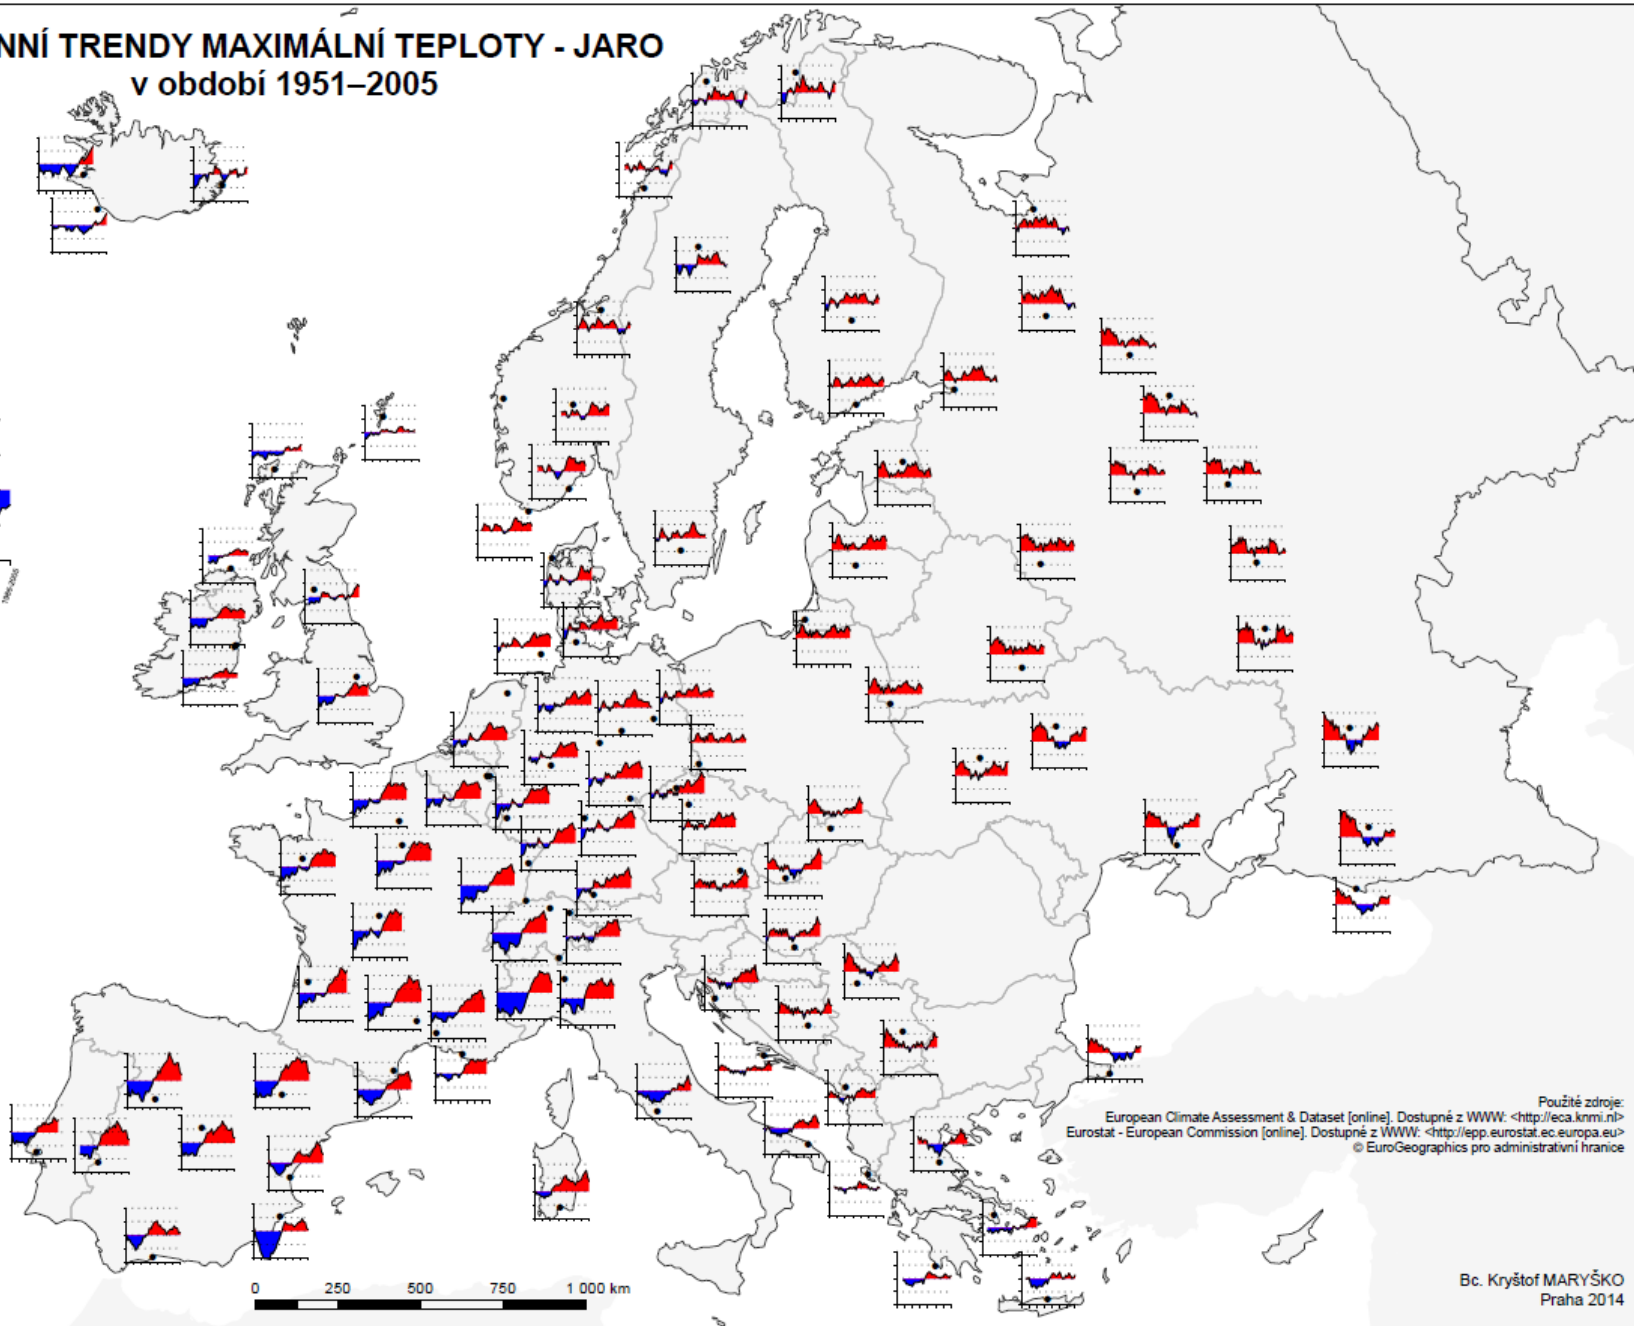 NNÍ TRENDY MAXIMÁLNÍ TEPLOTY - JARO
v období 1951–2005
1985-2005
Použité zdroje:
European Climate Assessment & Dataset [online]. Dostupné z WWW: <http://eca.knmi.nl>
Eurostat - European Commission [online]. Dostupné z WWW: <http://epp.eurostat.ec.europa.eu>
© EuroGeographics pro administrativní hranice
0 250 500 750 1 000 km
Bc. Kryštof MARYŠKO
Praha 2014